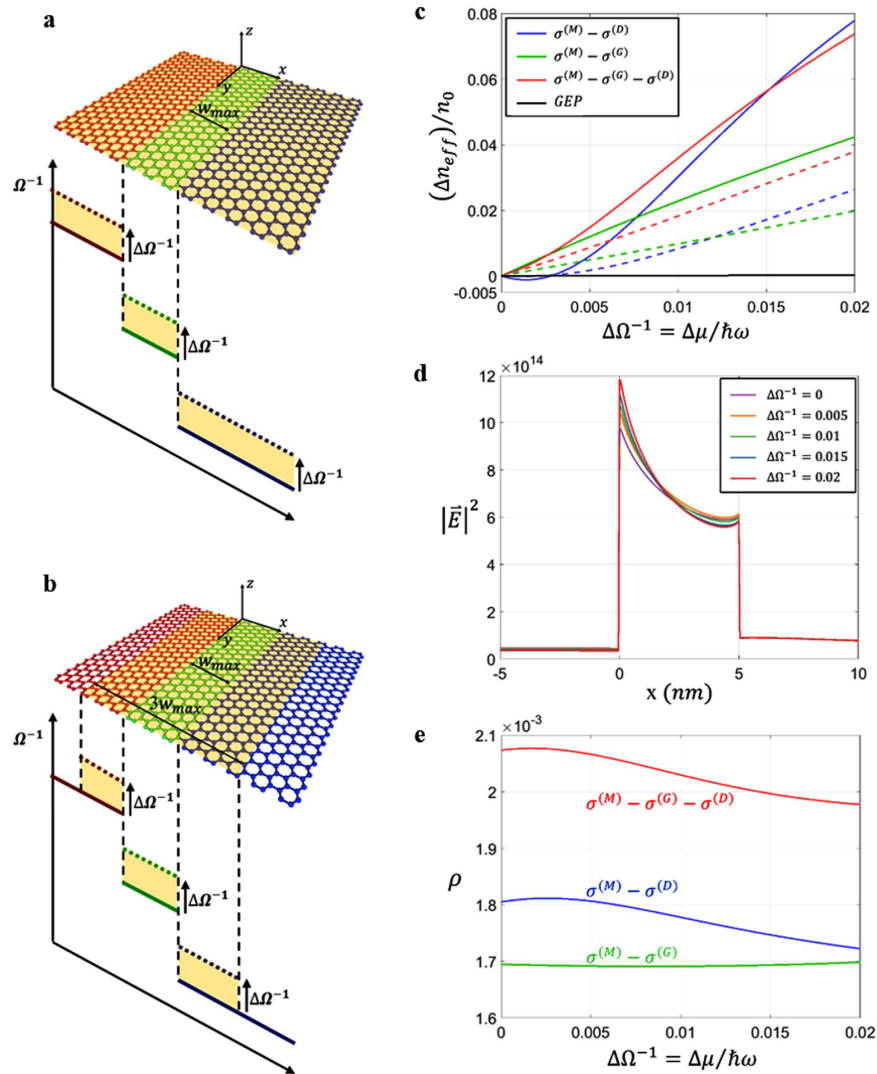 a
z
x
y
w_max
Ω⁻¹
ΔΩ⁻¹
ΔΩ⁻¹
ΔΩ⁻¹
b
z
x
y
w_max
3w_max
Ω⁻¹
ΔΩ⁻¹
ΔΩ⁻¹
ΔΩ⁻¹
c
(Δn_eff)/n₀
0.08
0.06
0.04
0.02
0
-0.005
σ⁽ᴹ⁾ − σ⁽ᴰ⁾
σ⁽ᴹ⁾ − σ⁽ᴳ⁾
σ⁽ᴹ⁾ − σ⁽ᴳ⁾ − σ⁽ᴰ⁾
GEP
0 0.005 0.01 0.015 0.02
ΔΩ⁻¹ = Δμ/ħω
d
×10¹⁴
|E⃗|²
12
10
8
6
4
2
0
ΔΩ⁻¹ = 0
ΔΩ⁻¹ = 0.005
ΔΩ⁻¹ = 0.01
ΔΩ⁻¹ = 0.015
ΔΩ⁻¹ = 0.02
-5 0 5 10
x (nm)
e
×10⁻³
ρ
2.1
2
1.9
1.8
1.7
1.6
σ⁽ᴹ⁾ − σ⁽ᴳ⁾ − σ⁽ᴰ⁾
σ⁽ᴹ⁾ − σ⁽ᴰ⁾
σ⁽ᴹ⁾ − σ⁽ᴳ⁾
0 0.005 0.01 0.015 0.02
ΔΩ⁻¹ = Δμ/ħω